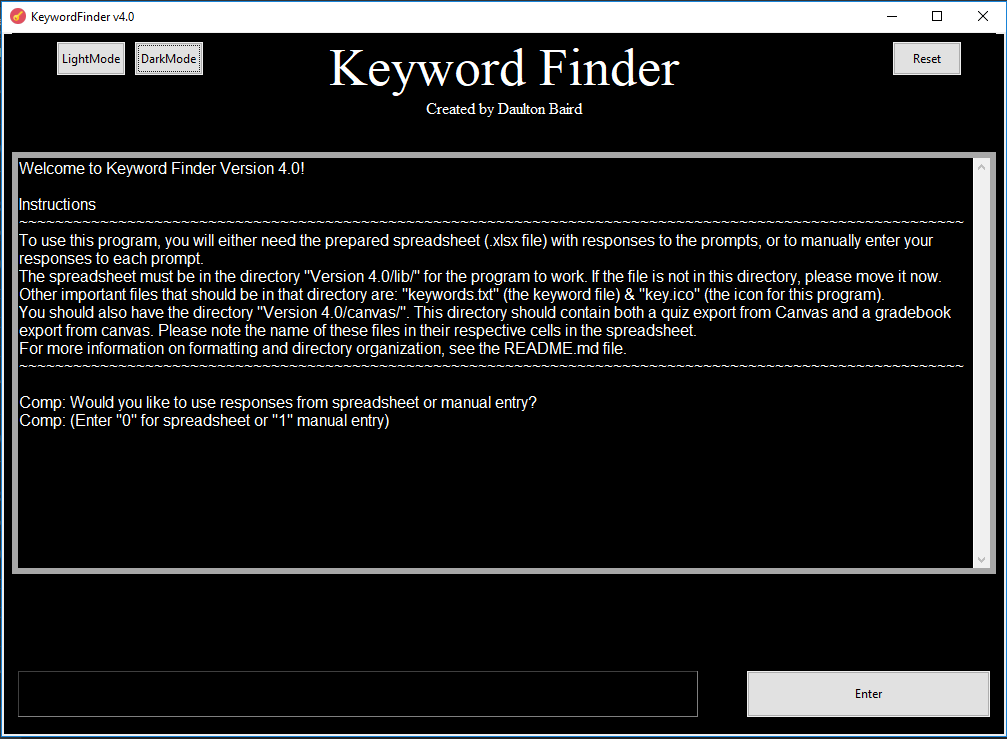 KeywordFinder v4.0
LightMode DarkMode Keyword Finder Reset
Created by Daulton Baird
Welcome to Keyword Finder Version 4.0!
Instructions
~~~~~~~~~~~~~~~~~~~~~~~~~~~~~~~~~~~~~~~~~~~~~~~~~~~~~~~~~~~~~~~~~~~~~~~~~~~~~~~~~~~~~~~~~~~~~~~~~~~~~~~~~
To use this program, you will either need the prepared spreadsheet (.xlsx file) with responses to the prompts, or to manually enter your
responses to each prompt.
The spreadsheet must be in the directory "Version 4.0/lib/" for the program to work. If the file is not in this directory, please move it now.
Other important files that should be in that directory are: "keywords.txt" (the keyword file) & "key.ico" (the icon for this program).
You should also have the directory "Version 4.0/canvas/". This directory should contain both a quiz export from Canvas and a gradebook
export from canvas. Please note the name of these files in their respective cells in the spreadsheet.
For more information on formatting and directory organization, see the README.md file.
~~~~~~~~~~~~~~~~~~~~~~~~~~~~~~~~~~~~~~~~~~~~~~~~~~~~~~~~~~~~~~~~~~~~~~~~~~~~~~~~~~~~~~~~~~~~~~~~~~~~~~~~~
Comp: Would you like to use responses from spreadsheet or manual entry?
Comp: (Enter "0" for spreadsheet or "1" manual entry)
Enter